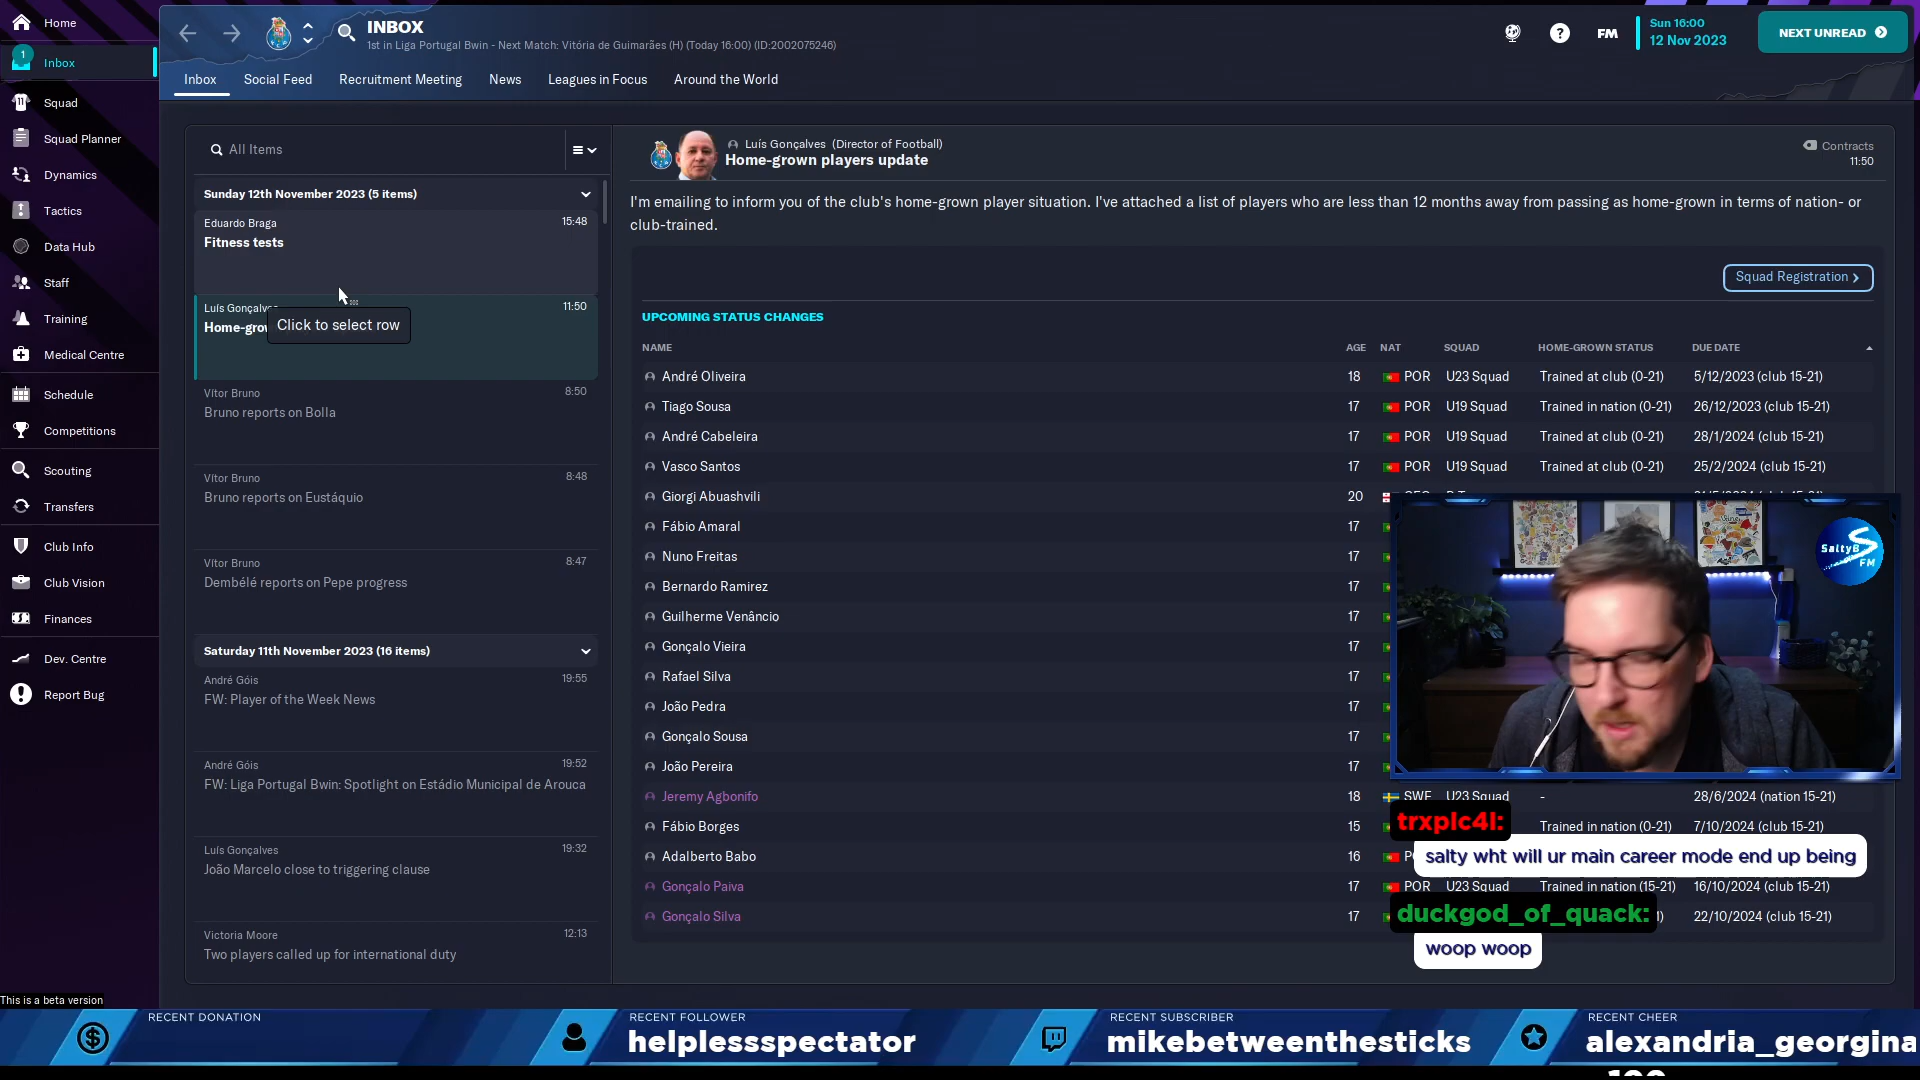 Home
1
Inbox
Squad
Squad Planner
Dynamics
Tactics
Data Hub
Staff
Training
Medical Centre
Schedule
Competitions
Scouting
Transfers
Club Info
Club Vision
Finances
Dev. Centre
Report Bug
This is a beta version
INBOX
1st in Liga Portugal Bwin - Next Match: Vitória de Guimarães (H) (Today 16:00) (ID:2002075246)
FM
Sun 16:00
12 Nov 2023
NEXT UNREAD
Inbox Social Feed Recruitment Meeting News Leagues in Focus Around the World
All Items
Sunday 12th November 2023 (5 items)
Eduardo Braga 15:48
Fitness tests
Luís Gonçalves 11:50
Home-grow
Click to select row
Vítor Bruno 8:50
Bruno reports on Bolla
Vítor Bruno 8:48
Bruno reports on Eustáquio
Vítor Bruno 8:47
Dembélé reports on Pepe progress
Saturday 11th November 2023 (16 items)
André Góis 19:55
FW: Player of the Week News
André Góis 19:52
FW: Liga Portugal Bwin: Spotlight on Estádio Municipal de Arouca
Luís Gonçalves 19:32
João Marcelo close to triggering clause
Victoria Moore 12:13
Two players called up for international duty
Luís Gonçalves (Director of Football)
Home-grown players update
Contracts
11:50
I'm emailing to inform you of the club's home-grown player situation. I've attached a list of players who are less than 12 months away from passing as home-grown in terms of nation- or
club-trained.
Squad Registration
UPCOMING STATUS CHANGES
NAME AGE NAT SQUAD HOME-GROWN STATUS DUE DATE
André Oliveira 18 POR U23 Squad Trained at club (0-21) 5/12/2023 (club 15-21)
Tiago Sousa 17 POR U19 Squad Trained in nation (0-21) 26/12/2023 (club 15-21)
André Cabeleira 17 POR U19 Squad Trained at club (0-21) 28/1/2024 (club 15-21)
Vasco Santos 17 POR U19 Squad Trained at club (0-21) 25/2/2024 (club 15-21)
Giorgi Abuashvili 20
Fábio Amaral 17
Nuno Freitas 17
Bernardo Ramirez 17
Guilherme Venâncio 17
Gonçalo Vieira 17
Rafael Silva 17
João Pedra 17
Gonçalo Sousa 17
João Pereira 17
Jeremy Agbonifo 18 SWE U23 Squad - 28/6/2024 (nation 15-21)
Fábio Borges 15 Trained in nation (0-21) 7/10/2024 (club 15-21)
Adalberto Babo 16
Gonçalo Paiva 17 POR U23 Squad Trained in nation (15-21) 16/10/2024 (club 15-21)
Gonçalo Silva 17 22/10/2024 (club 15-21)
SaltyB
S
FM
trxplc4l:
salty wht will ur main career mode end up being
duckgod_of_quack:
woop woop
RECENT DONATION
RECENT FOLLOWER
helplessspectator
RECENT SUBSCRIBER
mikebetweenthesticks
RECENT CHEER
alexandria_georgina